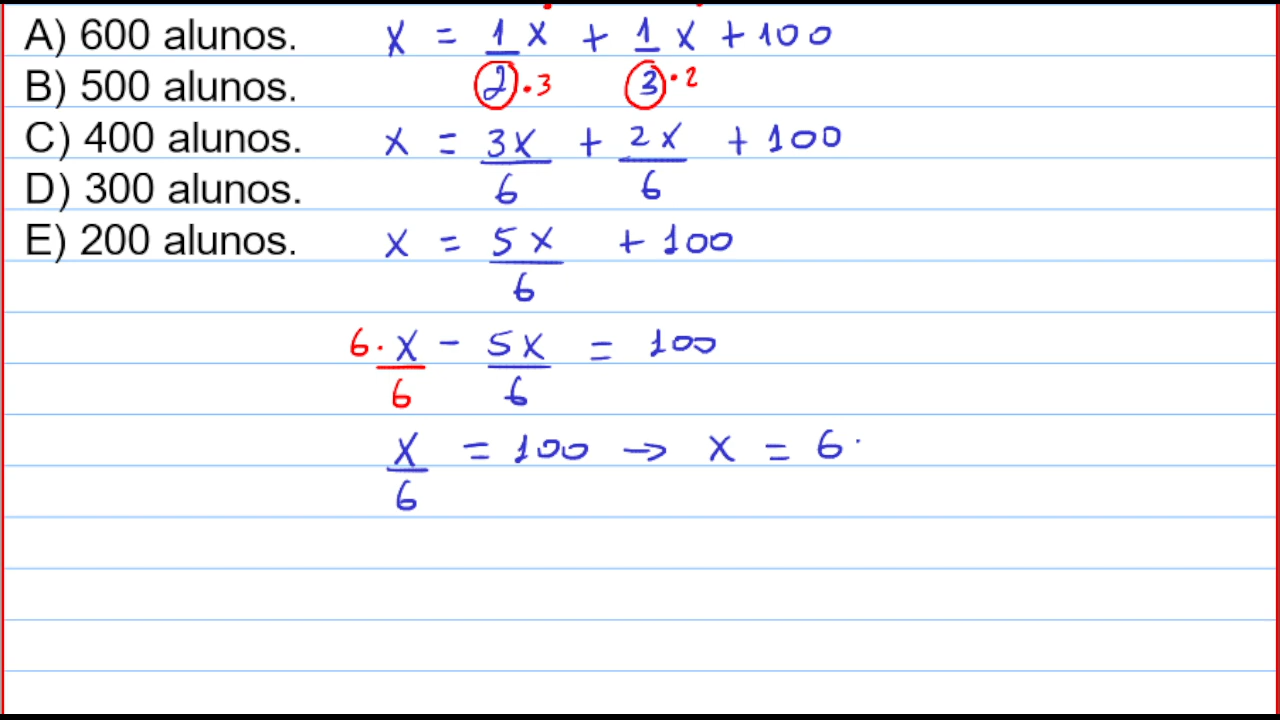 A) 600 alunos. x = 1/2 x + 1/3 x + 100
B) 500 alunos. · 3 · 2
C) 400 alunos. x = 3x/6 + 2x/6 + 100
D) 300 alunos.
E) 200 alunos. x = 5x/6 + 100
6 · x/6 - 5x/6 = 100
x/6 = 100 → x = 6 ·